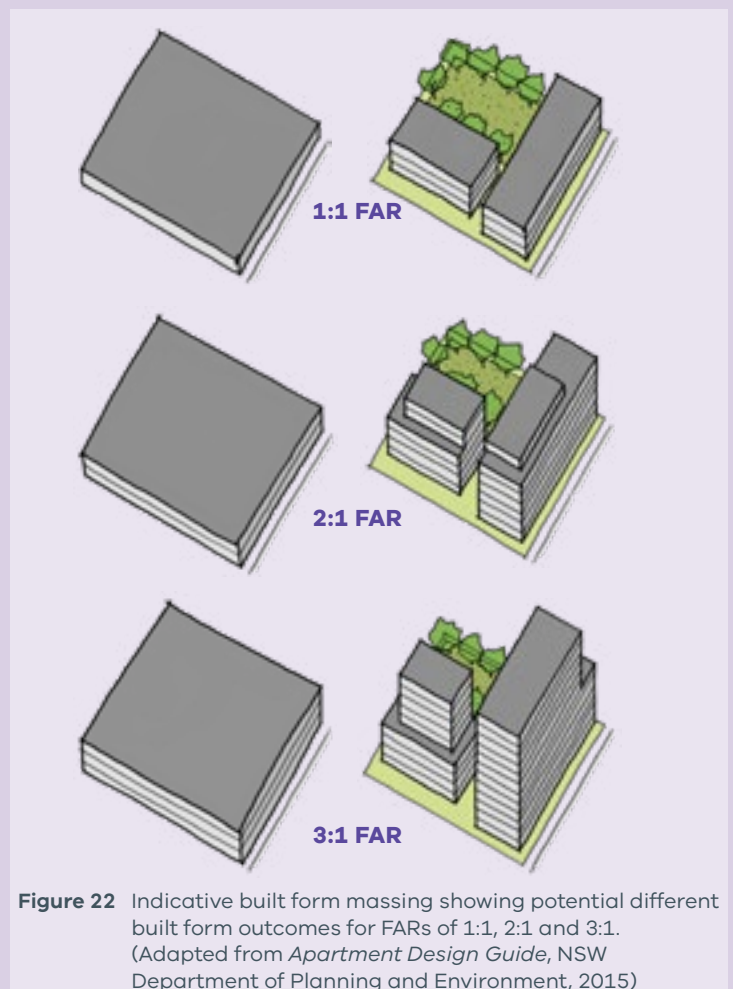 1:1 FAR
2:1 FAR
3:1 FAR
Figure 22 Indicative built form massing showing potential different
built form outcomes for FARs of 1:1, 2:1 and 3:1.
(Adapted from Apartment Design Guide, NSW
Department of Planning and Environment, 2015)